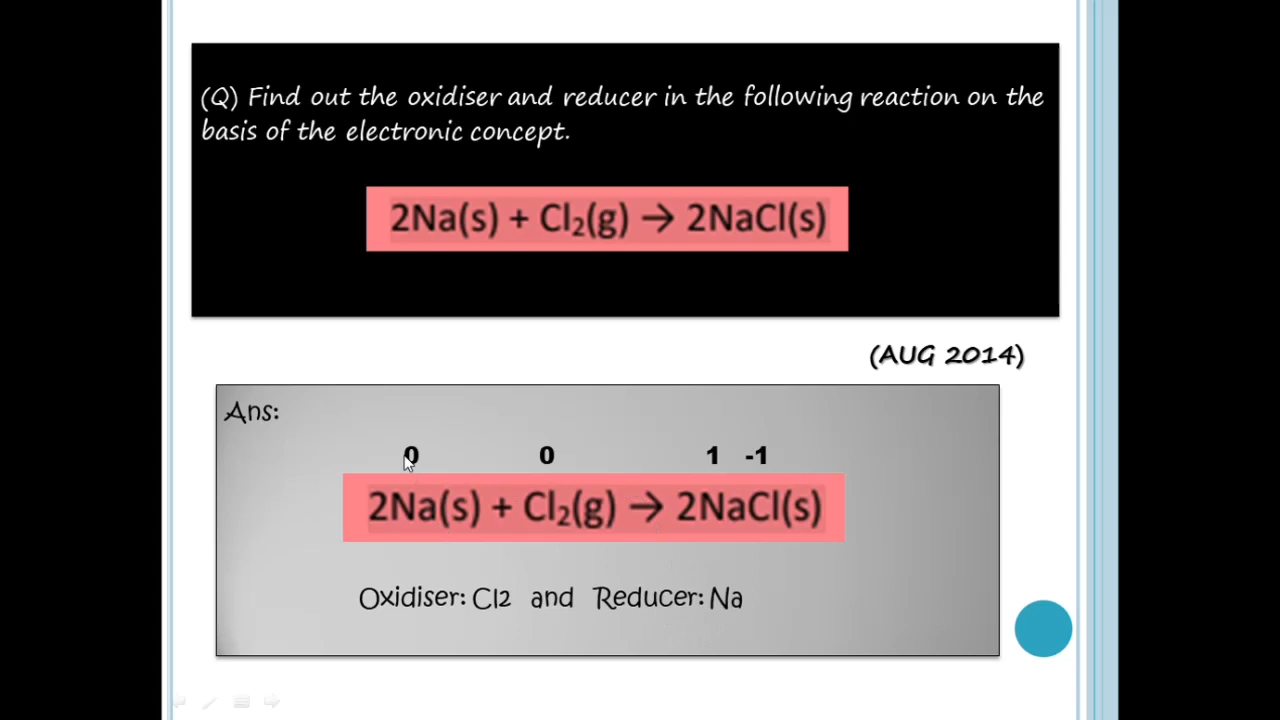 (Q) Find out the oxidiser and reducer in the following reaction on the
basis of the electronic concept.
2Na(s) + Cl₂(g) → 2NaCl(s)
(AUG 2014)
Ans:
0 0 1 -1
2Na(s) + Cl₂(g) → 2NaCl(s)
Oxidiser: Cl2 and Reducer: Na